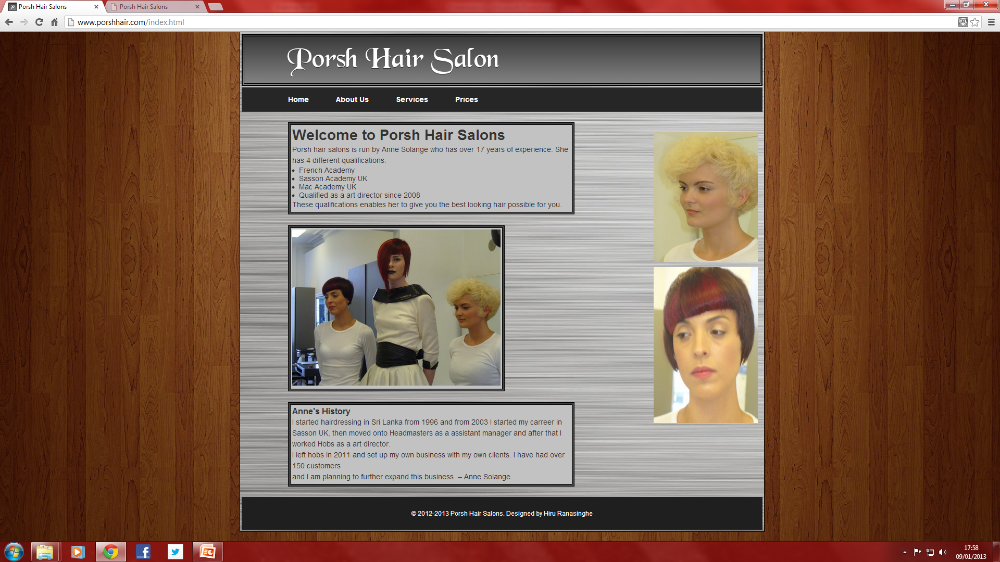 Porsh Hair Salons
Porsh Hair Salons
www.porshhair.com/index.html
Porsh Hair Salon
Home About Us Services Prices
Welcome to Porsh Hair Salons
Porsh hair salons is run by Anne Solange who has over 17 years of experience. She
has 4 different qualifications:
French Academy
Sasson Academy UK
Mac Academy UK
Qualified as a art director since 2008
These qualifications enables her to give you the best looking hair possible for you.
Anne's History
I started hairdressing in Sri Lanka from 1996 and from 2003 I started my carreer in
Sasson UK, then moved onto Headmasters as a assistant manager and after that I
worked Hobs as a art director.
I left hobs in 2011 and set up my own business with my own cilents. I have had over
150 customers
and I am planning to further expand this business. – Anne Solange.
© 2012-2013 Porsh Hair Salons. Designed by Hiru Ranasinghe
17:58
09/01/2013